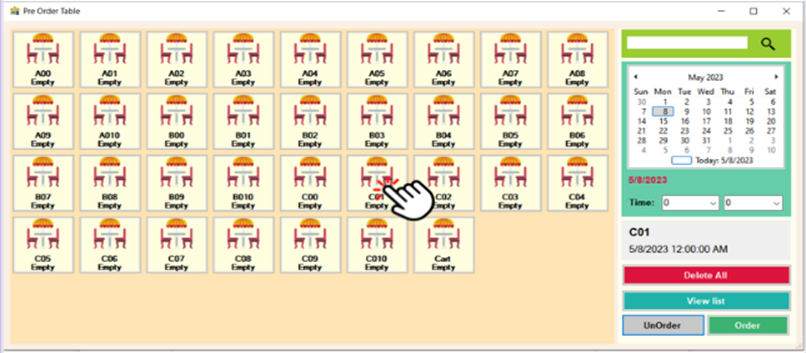 Pre Order Table
A00 A01 A02 A03 A04 A05 A06 A07 A08
Empty Empty Empty Empty Empty Empty Empty Empty Empty
A09 A010 B00 B01 B02 B03 B04 B05 B06
Empty Empty Empty Empty Empty Empty Empty Empty Empty
B07 B08 B09 B010 C00 C01 C02 C03 C04
Empty Empty Empty Empty Empty Empty Empty Empty Empty
C05 C06 C07 C08 C09 C010 Cart
Empty Empty Empty Empty Empty Empty Empty
May 2023
Sun Mon Tue Wed Thu Fri Sat
30 1 2 3 4 5 6
7 8 9 10 11 12 13
14 15 16 17 18 19 20
21 22 23 24 25 26 27
28 29 30 31 1 2 3
4 5 6 7 8 9 10
Today: 5/8/2023
5/8/2023
Time: 0 0
C01
5/8/2023 12:00:00 AM
Delete All
View list
UnOrder Order